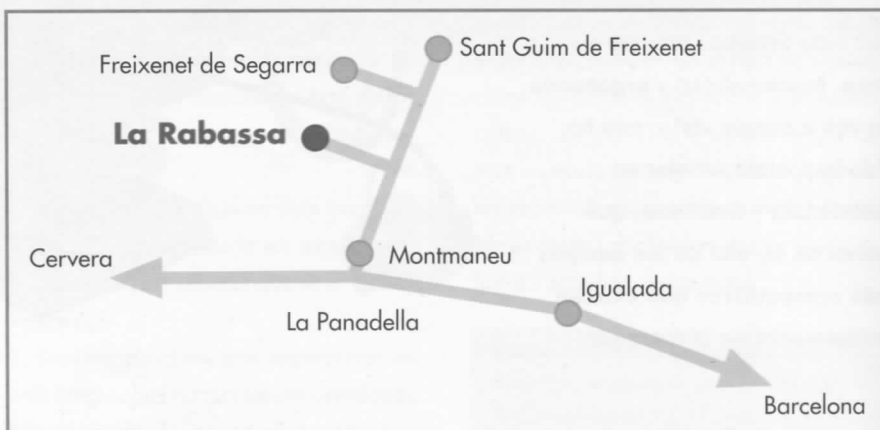 Sant Guim de Freixenet
Freixenet de Segarra
La Rabassa
Montmaneu
Cervera
Igualada
La Panadella
Barcelona